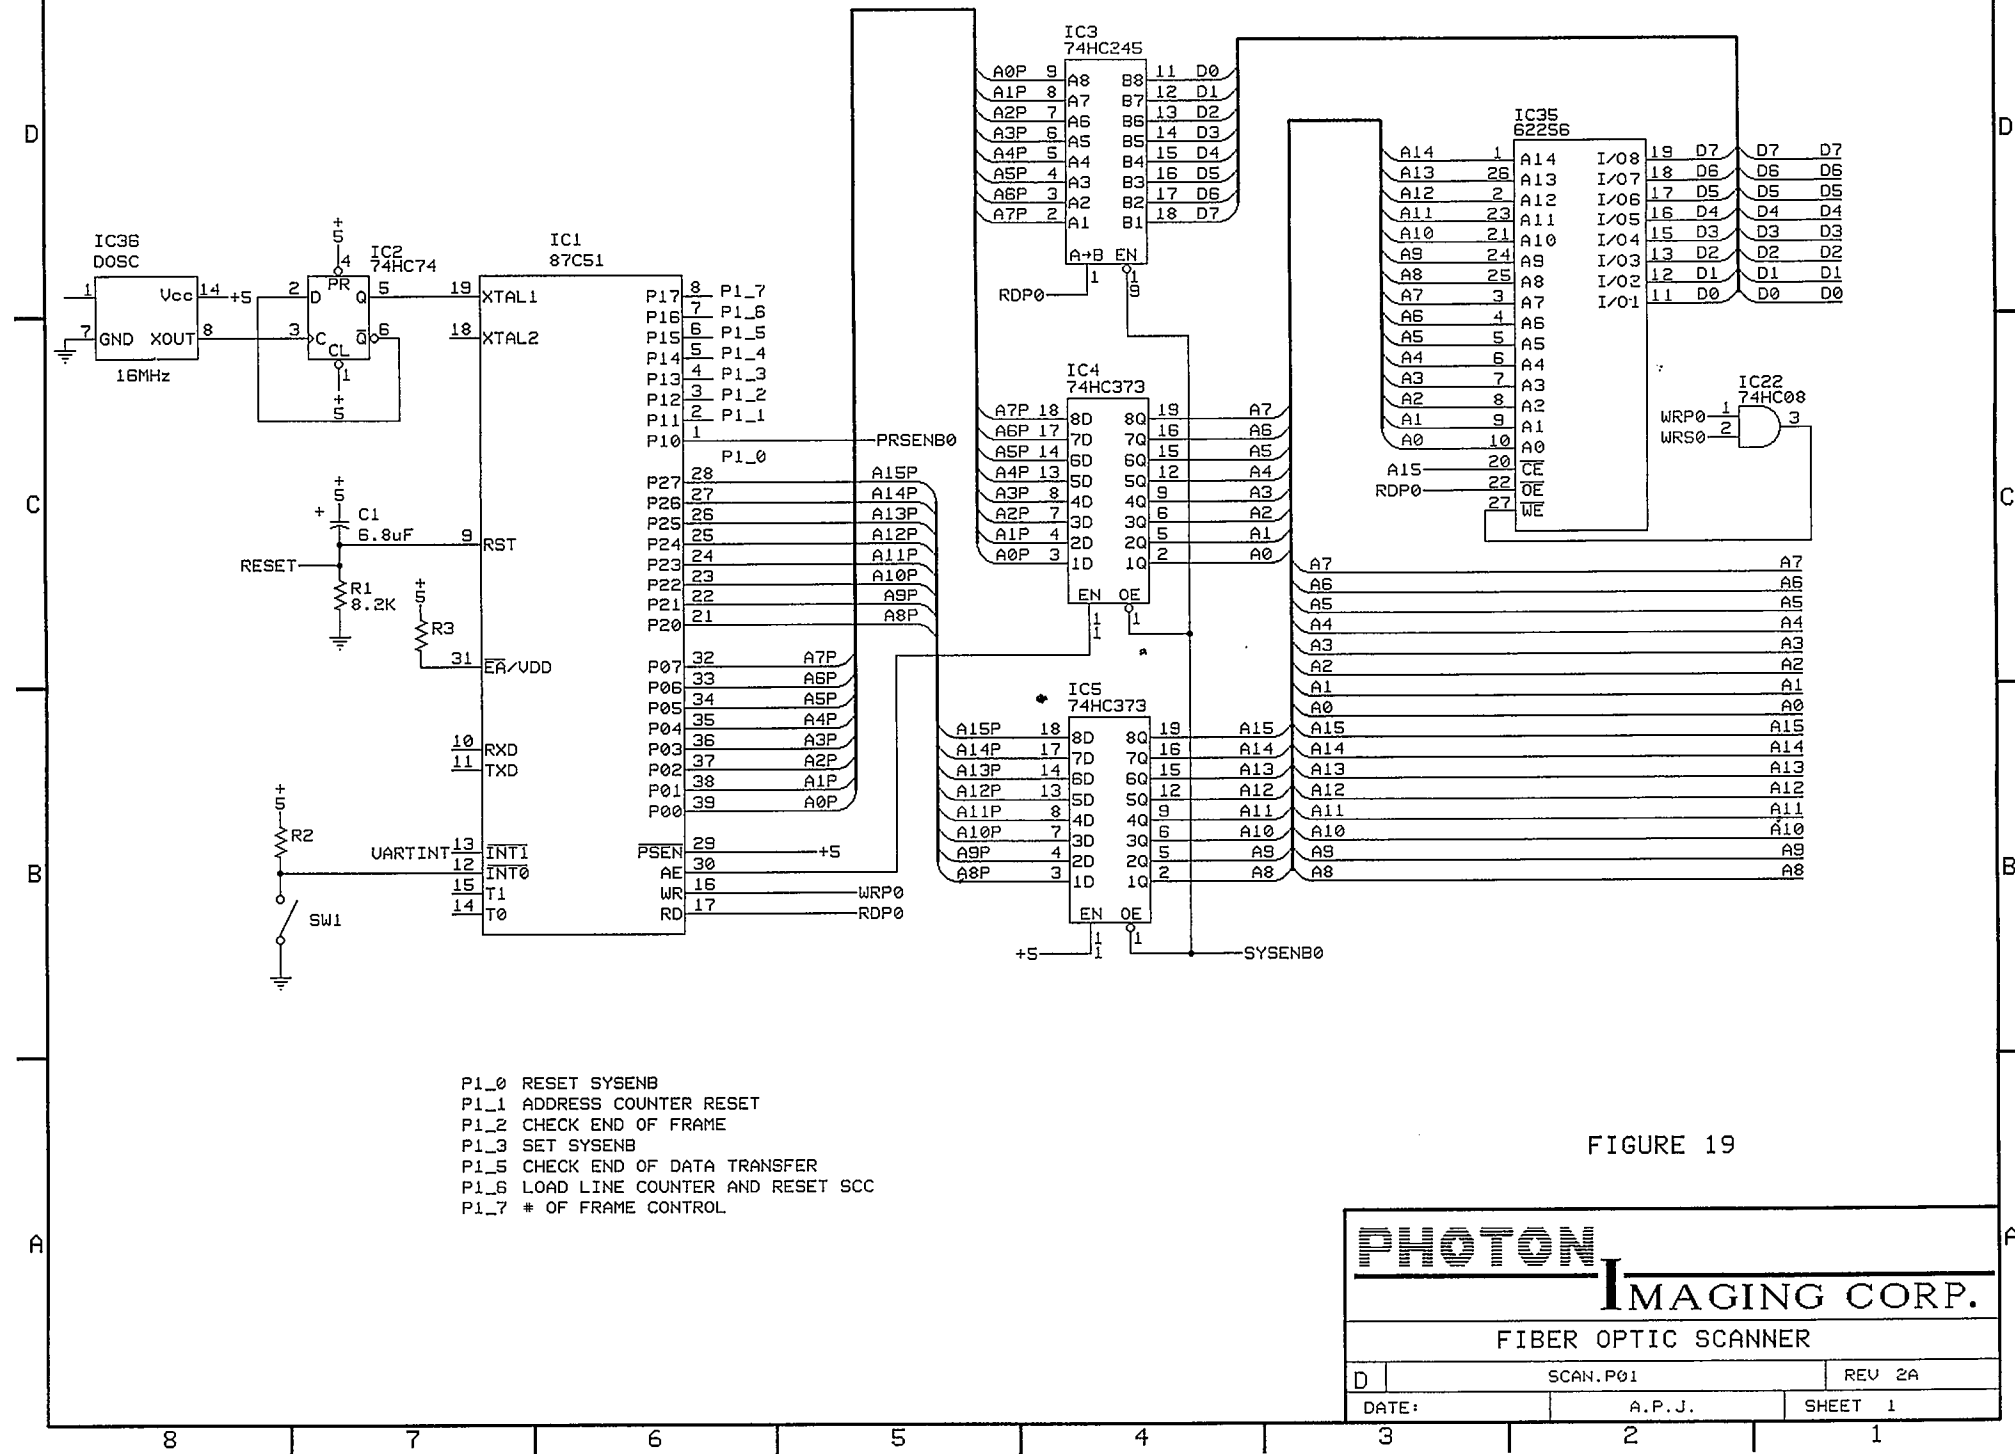 IC3
74HC245
A0P 9 A8 B8 11 D0
A1P 8 A7 B7 12 D1
A2P 7 A6 B6 13 D2
A3P 6 A5 B5 14 D3
A4P 5 A4 B4 15 D4
A5P 4 A3 B3 16 D5
A6P 3 A2 B2 17 D6
A7P 2 A1 B1 18 D7
A→B EN
1 19
RDP0
IC35
62256
A14 1 A14 I/O8 19 D7 D7 D7
A13 26 A13 I/O7 18 D6 D6 D6
A12 2 A12 I/O6 17 D5 D5 D5
A11 23 A11 I/O5 16 D4 D4 D4
A10 21 A10 I/O4 15 D3 D3 D3
A9 24 A9 I/O3 13 D2 D2 D2
A8 25 A8 I/O2 12 D1 D1 D1
A7 3 A7 I/O1 11 D0 D0 D0
A6 4 A6
A5 5 A5
A4 6 A4
A3 7 A3
A2 8 A2
A1 9 A1
A0 10 A0
A15 20 CE
RDP0 22 OE
27 WE
IC22
74HC08
WRP0 1 3
WRS0 2
IC36
DOSC
1 Vcc 14 +5
7 GND XOUT 8
16MHz
+5
IC2
74HC74
4
PR
2 D Q 5
3 C Q 6
CL
1
+5
IC1
87C51
19 XTAL1 P17 8 P1_7
P16 7 P1_6
18 XTAL2 P15 6 P1_5
P14 5 P1_4
P13 4 P1_3
P12 3 P1_2
P11 2 P1_1
P10 1 PRSENB0
P1_0
P27 28 A15P
P26 27 A14P
P25 26 A13P
9 RST P24 25 A12P
P23 24 A11P
P22 23 A10P
P21 22 A9P
P20 21 A8P
31 EA/VDD P07 32 A7P
P06 33 A6P
P05 34 A5P
P04 35 A4P
10 RXD P03 36 A3P
11 TXD P02 37 A2P
P01 38 A1P
P00 39 A0P
UARTINT 13 INT1 PSEN 29 +5
12 INT0 AE 30
15 T1 WR 16 WRP0
14 T0 RD 17 RDP0
+5
+ C1
6.8uF
RESET
R1
8.2K
+5
R3
+5
R2
SW1
IC4
74HC373
A7P 18 8D 8Q 19 A7
A6P 17 7D 7Q 16 A6
A5P 14 6D 6Q 15 A5
A4P 13 5D 5Q 12 A4
A3P 8 4D 4Q 9 A3
A2P 7 3D 3Q 6 A2
A1P 4 2D 2Q 5 A1
A0P 3 1D 1Q 2 A0
EN OE
11 1
IC5
74HC373
A15P 18 8D 8Q 19 A15
A14P 17 7D 7Q 16 A14
A13P 14 6D 6Q 15 A13
A12P 13 5D 5Q 12 A12
A11P 8 4D 4Q 9 A11
A10P 7 3D 3Q 6 A10
A9P 4 2D 2Q 5 A9
A8P 3 1D 1Q 2 A8
EN OE
+5 11 1 SYSENB0
A7 A7
A6 A6
A5 A5
A4 A4
A3 A3
A2 A2
A1 A1
A0 A0
A15 A15
A14 A14
A13 A13
A12 A12
A11 A11
A10 A10
A9 A9
A8 A8
P1_0 RESET SYSENB
P1_1 ADDRESS COUNTER RESET
P1_2 CHECK END OF FRAME
P1_3 SET SYSENB
P1_5 CHECK END OF DATA TRANSFER
P1_6 LOAD LINE COUNTER AND RESET SCC
P1_7 # OF FRAME CONTROL
FIGURE 19
PHOTON
IMAGING CORP.
FIBER OPTIC SCANNER
D SCAN.P01 REV 2A
DATE: A.P.J. SHEET 1
D D
C C
B B
A A
8 7 6 5 4 3 2 1